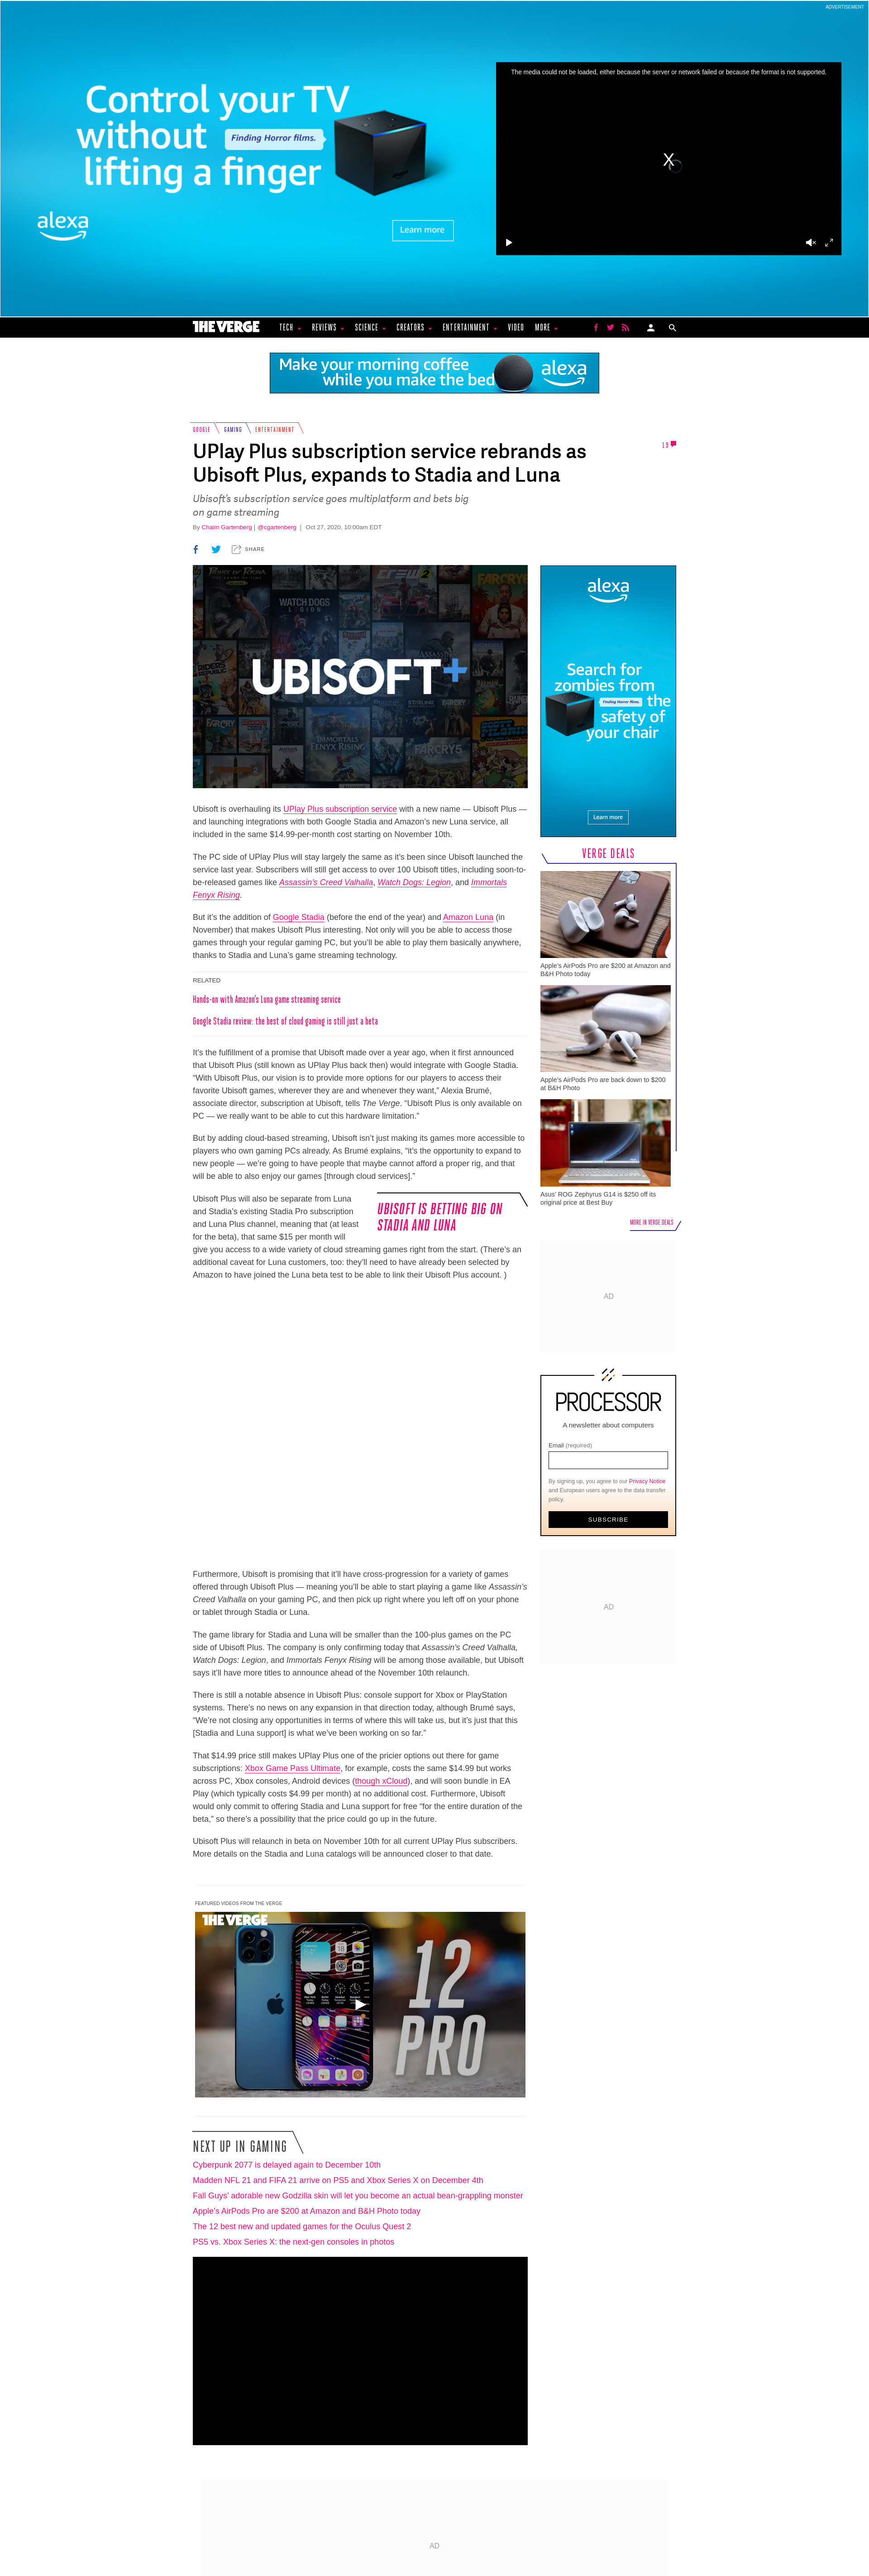 ADVERTISEMENT
Control your TV
without
lifting a finger
Finding Horror films.
alexa
Learn more
The media could not be loaded, either because the server or network failed or because the format is not supported.
THE VERGE
TECH
REVIEWS
SCIENCE
CREATORS
ENTERTAINMENT
VIDEO
MORE
Make your morning coffee
while you make the bed
alexa
GOOGLE
GAMING
ENTERTAINMENT
UPlay Plus subscription service rebrands as
Ubisoft Plus, expands to Stadia and Luna
19
Ubisoft’s subscription service goes multiplatform and bets big
on game streaming
By Chaim Gartenberg | @cgartenberg | Oct 27, 2020, 10:00am EDT
SHARE
WATCH DOGS
LEGION
UBISOFT+
RIDERS REPUBLIC
IMMORTALS
FENYX RISING
FARCRY5
Ubisoft is overhauling its UPlay Plus subscription service with a new name — Ubisoft Plus —
and launching integrations with both Google Stadia and Amazon’s new Luna service, all
included in the same $14.99-per-month cost starting on November 10th.
The PC side of UPlay Plus will stay largely the same as it’s been since Ubisoft launched the
service last year. Subscribers will still get access to over 100 Ubisoft titles, including soon-to-
be-released games like Assassin’s Creed Valhalla, Watch Dogs: Legion, and Immortals
Fenyx Rising.
But it’s the addition of Google Stadia (before the end of the year) and Amazon Luna (in
November) that makes Ubisoft Plus interesting. Not only will you be able to access those
games through your regular gaming PC, but you’ll be able to play them basically anywhere,
thanks to Stadia and Luna’s game streaming technology.
RELATED
Hands-on with Amazon’s Luna game streaming service
Google Stadia review: the best of cloud gaming is still just a beta
It’s the fulfillment of a promise that Ubisoft made over a year ago, when it first announced
that Ubisoft Plus (still known as UPlay Plus back then) would integrate with Google Stadia.
“With Ubisoft Plus, our vision is to provide more options for our players to access their
favorite Ubisoft games, wherever they are and whenever they want,” Alexia Brumé,
associate director, subscription at Ubisoft, tells The Verge. “Ubisoft Plus is only available on
PC — we really want to be able to cut this hardware limitation.”
But by adding cloud-based streaming, Ubisoft isn’t just making its games more accessible to
players who own gaming PCs already. As Brumé explains, “it’s the opportunity to expand to
new people — we’re going to have people that maybe cannot afford a proper rig, and that
will be able to also enjoy our games [through cloud services].”
UBISOFT IS BETTING BIG ON
STADIA AND LUNA
Ubisoft Plus will also be separate from Luna
and Stadia’s existing Stadia Pro subscription
and Luna Plus channel, meaning that (at least
for the beta), that same $15 per month will
give you access to a wide variety of cloud streaming games right from the start. (There’s an
additional caveat for Luna customers, too: they’ll need to have already been selected by
Amazon to have joined the Luna beta test to be able to link their Ubisoft Plus account. )
Furthermore, Ubisoft is promising that it’ll have cross-progression for a variety of games
offered through Ubisoft Plus — meaning you’ll be able to start playing a game like Assassin’s
Creed Valhalla on your gaming PC, and then pick up right where you left off on your phone
or tablet through Stadia or Luna.
The game library for Stadia and Luna will be smaller than the 100-plus games on the PC
side of Ubisoft Plus. The company is only confirming today that Assassin’s Creed Valhalla,
Watch Dogs: Legion, and Immortals Fenyx Rising will be among those available, but Ubisoft
says it’ll have more titles to announce ahead of the November 10th relaunch.
There is still a notable absence in Ubisoft Plus: console support for Xbox or PlayStation
systems. There’s no news on any expansion in that direction today, although Brumé says,
“We’re not closing any opportunities in terms of where this will take us, but it’s just that this
[Stadia and Luna support] is what we’ve been working on so far.”
That $14.99 price still makes UPlay Plus one of the pricier options out there for game
subscriptions: Xbox Game Pass Ultimate, for example, costs the same $14.99 but works
across PC, Xbox consoles, Android devices (though xCloud), and will soon bundle in EA
Play (which typically costs $4.99 per month) at no additional cost. Furthermore, Ubisoft
would only commit to offering Stadia and Luna support for free “for the entire duration of the
beta,” so there’s a possibility that the price could go up in the future.
Ubisoft Plus will relaunch in beta on November 10th for all current UPlay Plus subscribers.
More details on the Stadia and Luna catalogs will be announced closer to that date.
FEATURED VIDEOS FROM THE VERGE
THE VERGE
12
PRO
NEXT UP IN GAMING
Cyberpunk 2077 is delayed again to December 10th
Madden NFL 21 and FIFA 21 arrive on PS5 and Xbox Series X on December 4th
Fall Guys’ adorable new Godzilla skin will let you become an actual bean-grappling monster
Apple’s AirPods Pro are $200 at Amazon and B&H Photo today
The 12 best new and updated games for the Oculus Quest 2
PS5 vs. Xbox Series X: the next-gen consoles in photos
alexa
Search for
zombies from
Finding Horror films.
the
safety of
your chair
Learn more
VERGE DEALS
Apple’s AirPods Pro are $200 at Amazon and
B&H Photo today
Apple’s AirPods Pro are back down to $200
at B&H Photo
Asus’ ROG Zephyrus G14 is $250 off its
original price at Best Buy
MORE IN VERGE DEALS
AD
PROCESSOR
A newsletter about computers
Email (required)
By signing up, you agree to our Privacy Notice
and European users agree to the data transfer
policy.
SUBSCRIBE
AD
AD